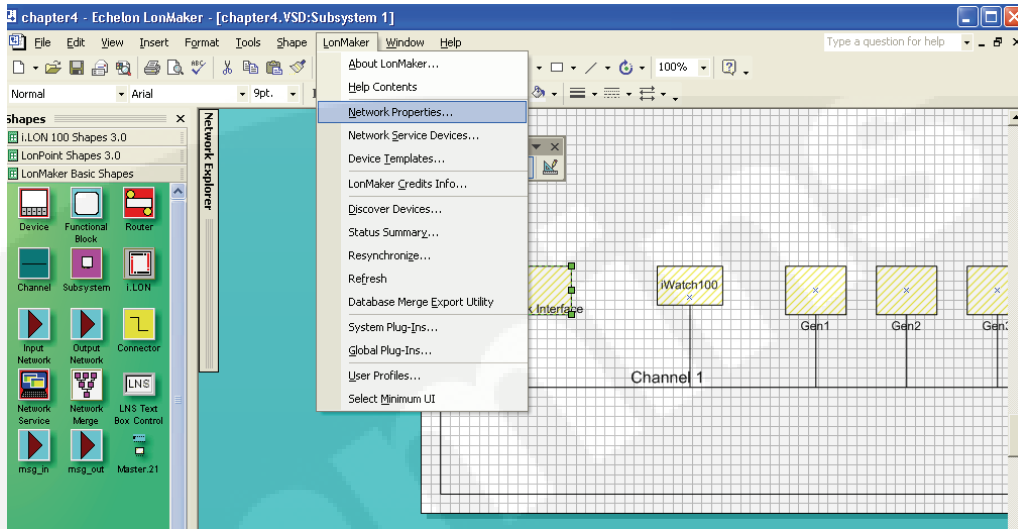 chapter4 - Echelon LonMaker - [chapter4.VSD:Subsystem 1]
File Edit View Insert Format Tools Shape LonMaker Window Help Type a question for help
100%
Normal Arial 9pt.
Shapes
i.LON 100 Shapes 3.0
LonPoint Shapes 3.0
LonMaker Basic Shapes
Device Functional Block Router
Channel Subsystem i.LON
Input Network Output Network Connector
LNS
Network Service Network Merge LNS Text Box Control
msg_in msg_out Master.21
Network Explorer
About LonMaker...
Help Contents
Network Properties...
Network Service Devices...
Device Templates...
LonMaker Credits Info...
Discover Devices...
Status Summary...
Resynchronize...
Refresh
Database Merge Export Utility
System Plug-Ins...
Global Plug-Ins...
User Profiles...
Select Minimum UI
k Interface
iWatch100
Gen1 Gen2 Gen3
Channel 1